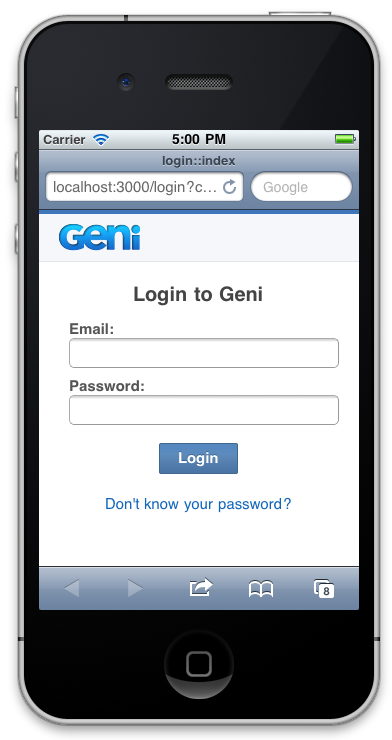 Carrier 5:00 PM
login::index
localhost:3000/login?c... Google
Geni
Login to Geni
Email:
Password:
Login
Don't know your password?
8